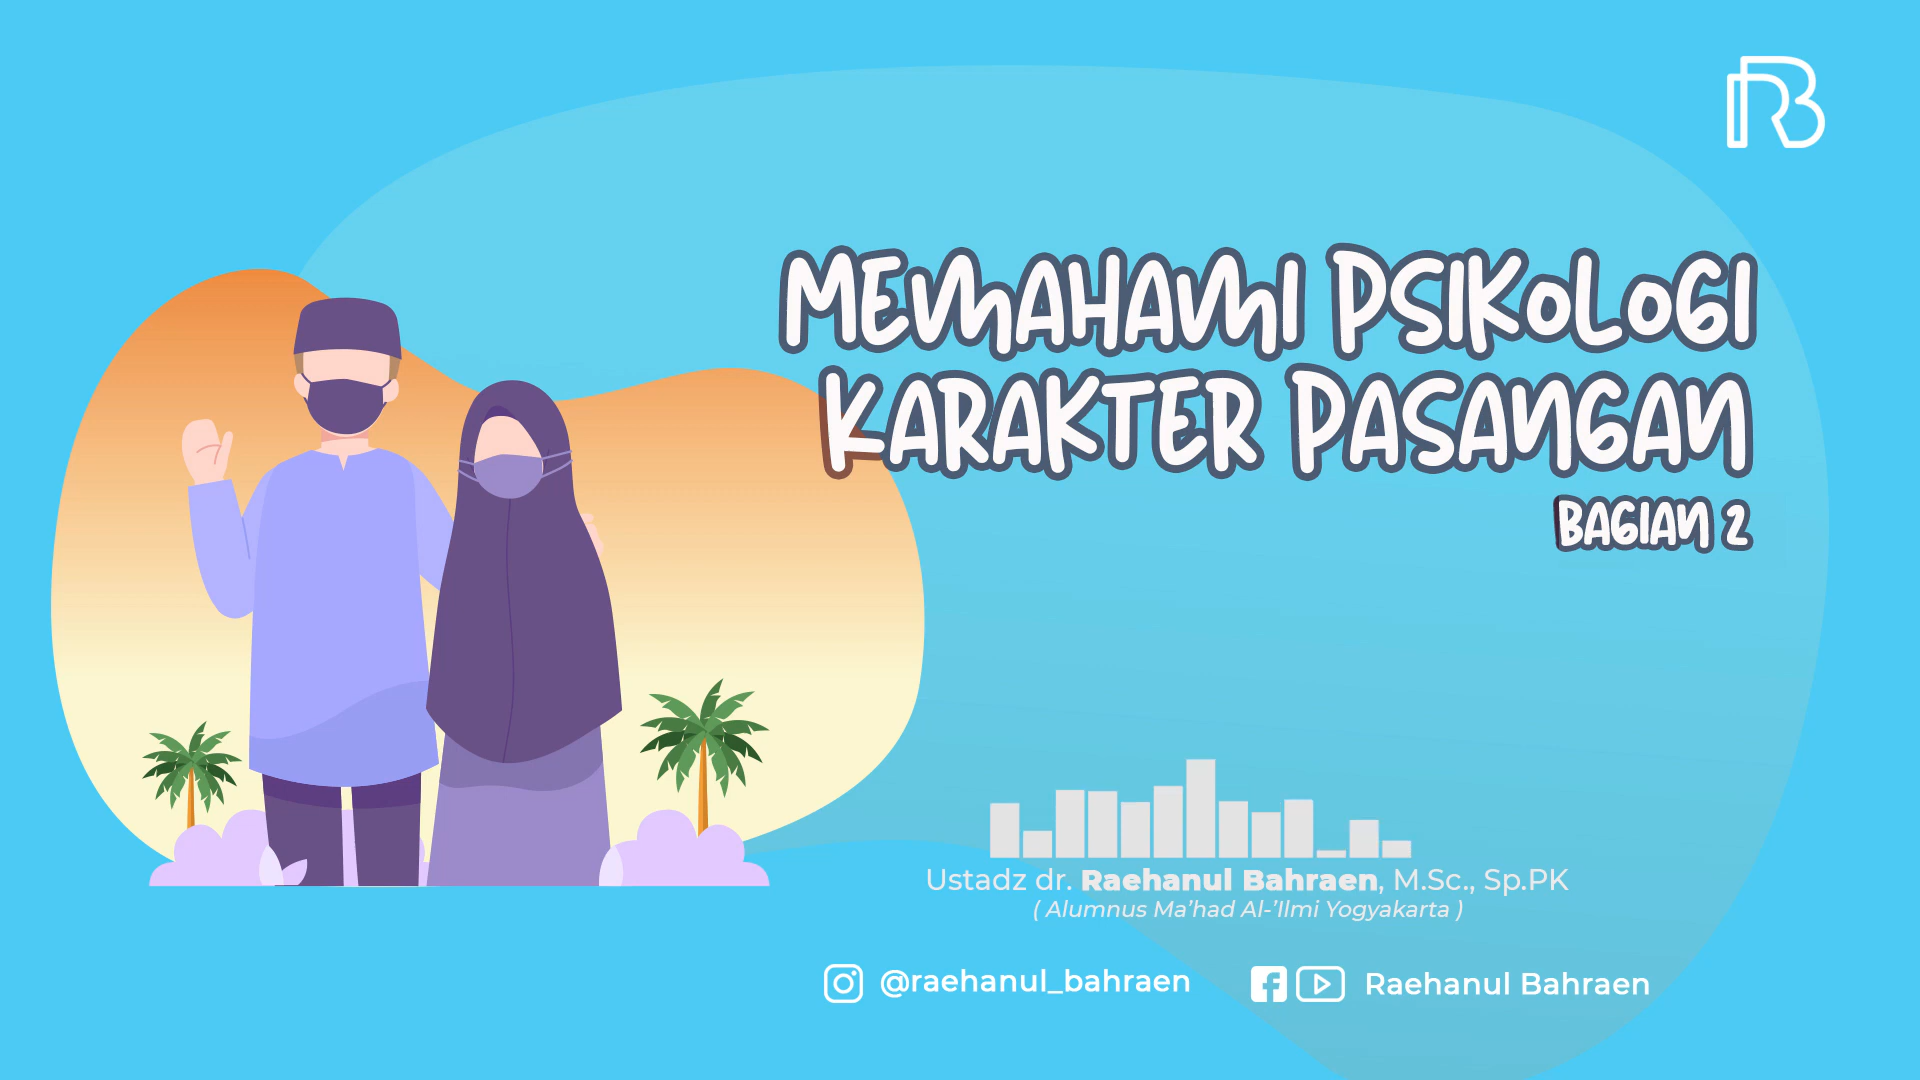 RB
MEMAHAMI PSIKOLOGI
KARAKTER PASANGAN
BAGIAN 2
Ustadz dr. Raehanul Bahraen, M.Sc., Sp.PK
( Alumnus Ma'had Al-'Ilmi Yogyakarta )
@raehanul_bahraen
Raehanul Bahraen